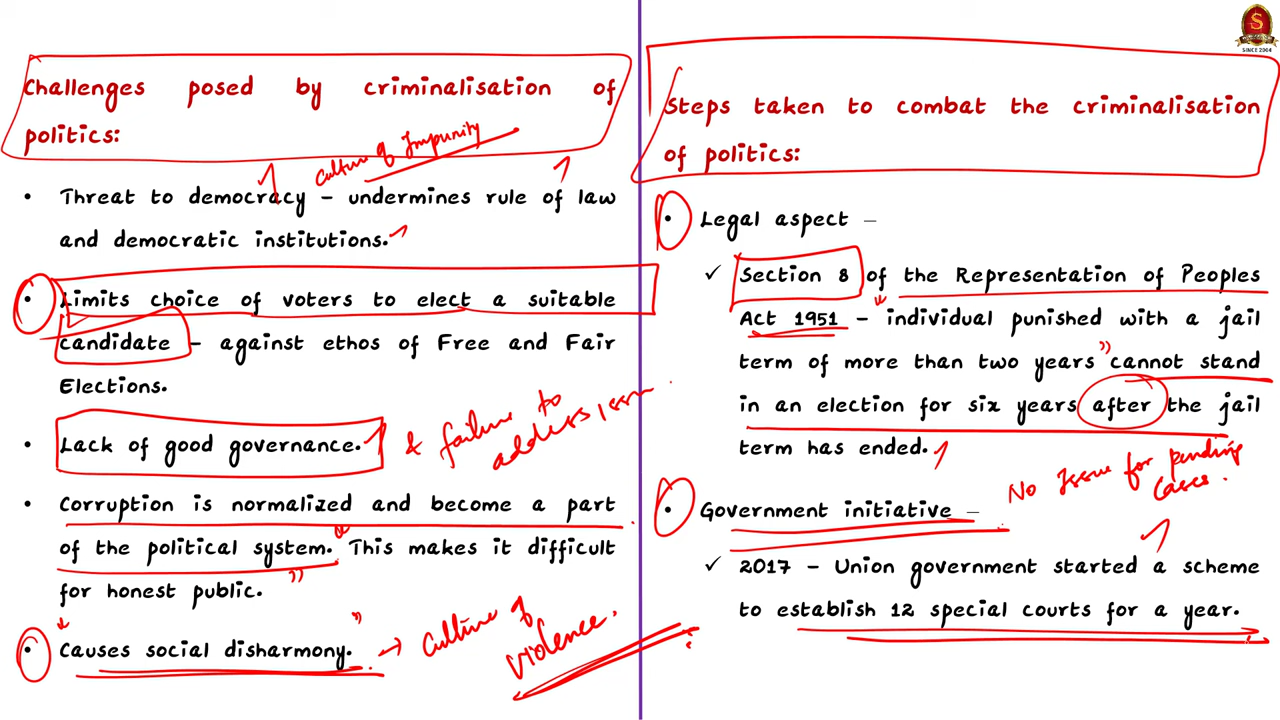 S
SINCE 2004
Challenges posed by criminalisation of
politics:
Culture of Impunity
• Threat to democracy – undermines rule of law
and democratic institutions.
• Limits choice of voters to elect a suitable
candidate – against ethos of Free and Fair
Elections.
• Lack of good governance.
& failure to
address issue
• Corruption is normalized and become a part
of the political system. This makes it difficult
for honest public.
• Causes social disharmony.
→ Culture of
violence.
Steps taken to combat the criminalisation
of politics:
• Legal aspect –
✓ Section 8 of the Representation of Peoples
Act 1951 – individual punished with a jail
term of more than two years cannot stand
in an election for six years after the jail
term has ended.
No Issue for pending
Cases.
• Government initiative –
✓ 2017 – Union government started a scheme
to establish 12 special courts for a year.